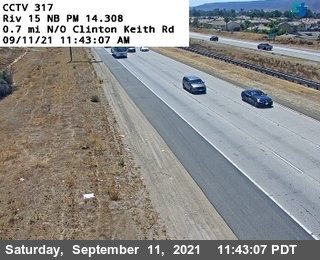 CCTV 317
Riv 15 NB PM 14.308
0.7 mi N/O Clinton Keith Rd
09/11/21 11:43:07 AM
Saturday, September 11, 2021 11:43:07 PDT